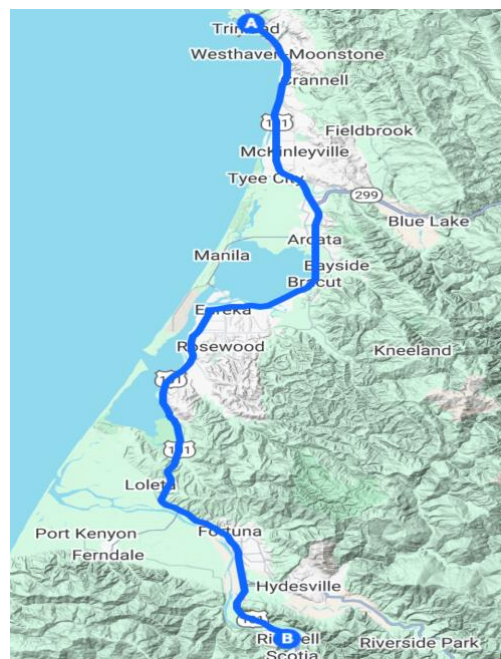 A
Westhaven-Moonstone
Crannell
101
Fieldbrook
McKinleyville
Tyee City
299
Blue Lake
Arcata
Manila
Bayside
Bracut
Eureka
Rosewood
Kneeland
101
101
Loleta
Port Kenyon
Fortuna
Ferndale
Hydesville
101
B
Riverside Park
Scotia